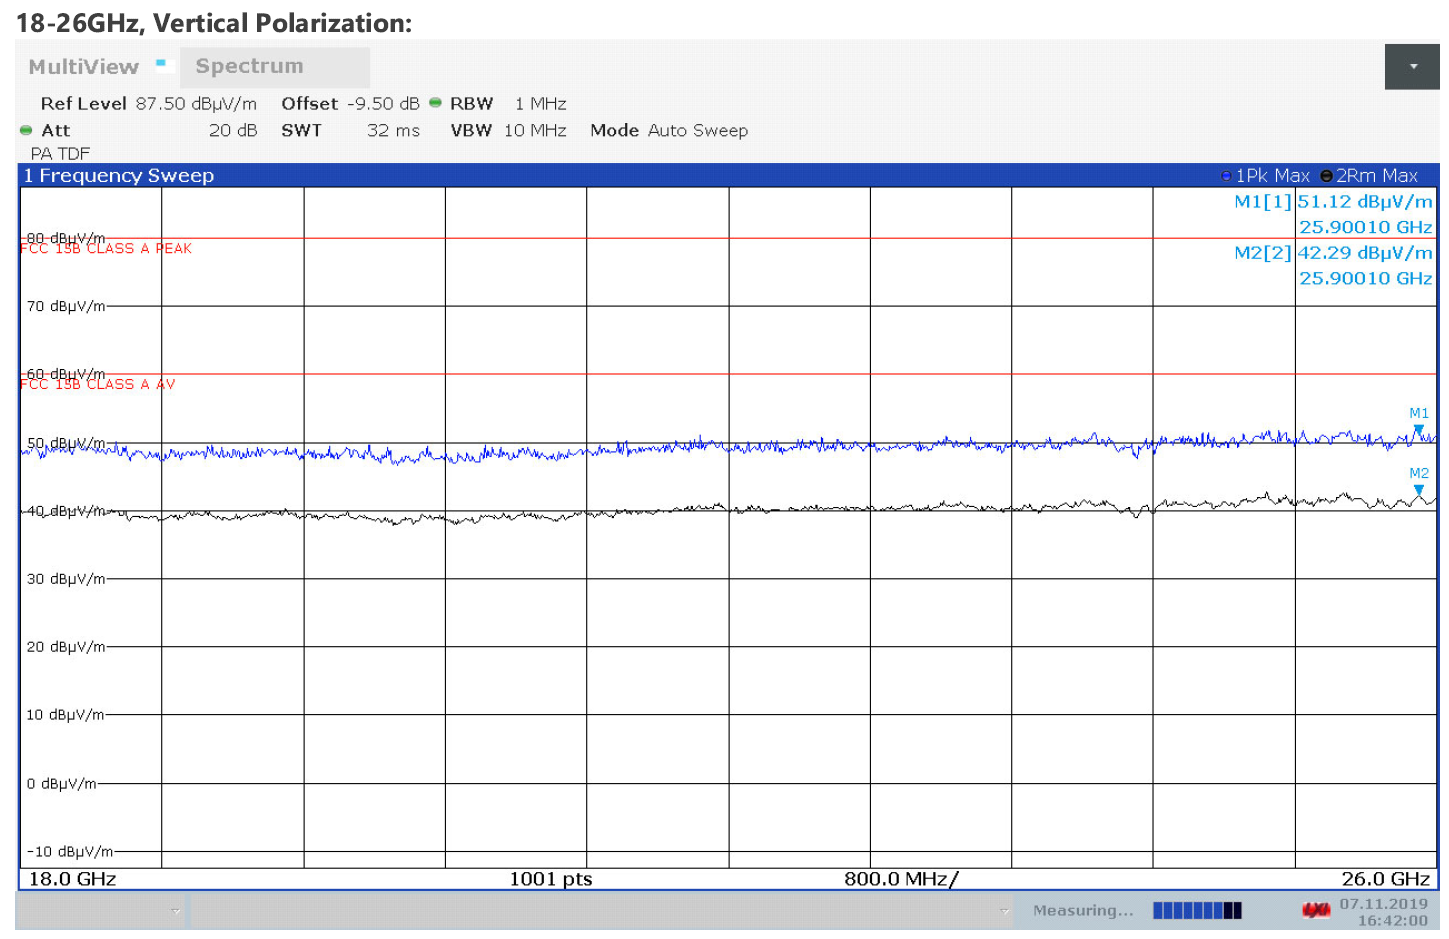 18-26GHz, Vertical Polarization:
MultiView Spectrum
Ref Level 87.50 dBµV/m Offset -9.50 dB RBW 1 MHz
Att 20 dB SWT 32 ms VBW 10 MHz Mode Auto Sweep
PA TDF
1 Frequency Sweep 1Pk Max 2Rm Max
M1[1] 51.12 dBµV/m
25.90010 GHz
80 dBµV/m
FCC 15B CLASS A PEAK
M2[2] 42.29 dBµV/m
25.90010 GHz
70 dBµV/m
60 dBµV/m
FCC 15B CLASS A AV
M1
50 dBµV/m
M2
40 dBµV/m
30 dBµV/m
20 dBµV/m
10 dBµV/m
0 dBµV/m
-10 dBµV/m
18.0 GHz 1001 pts 800.0 MHz/ 26.0 GHz
Measuring... 07.11.2019
16:42:00